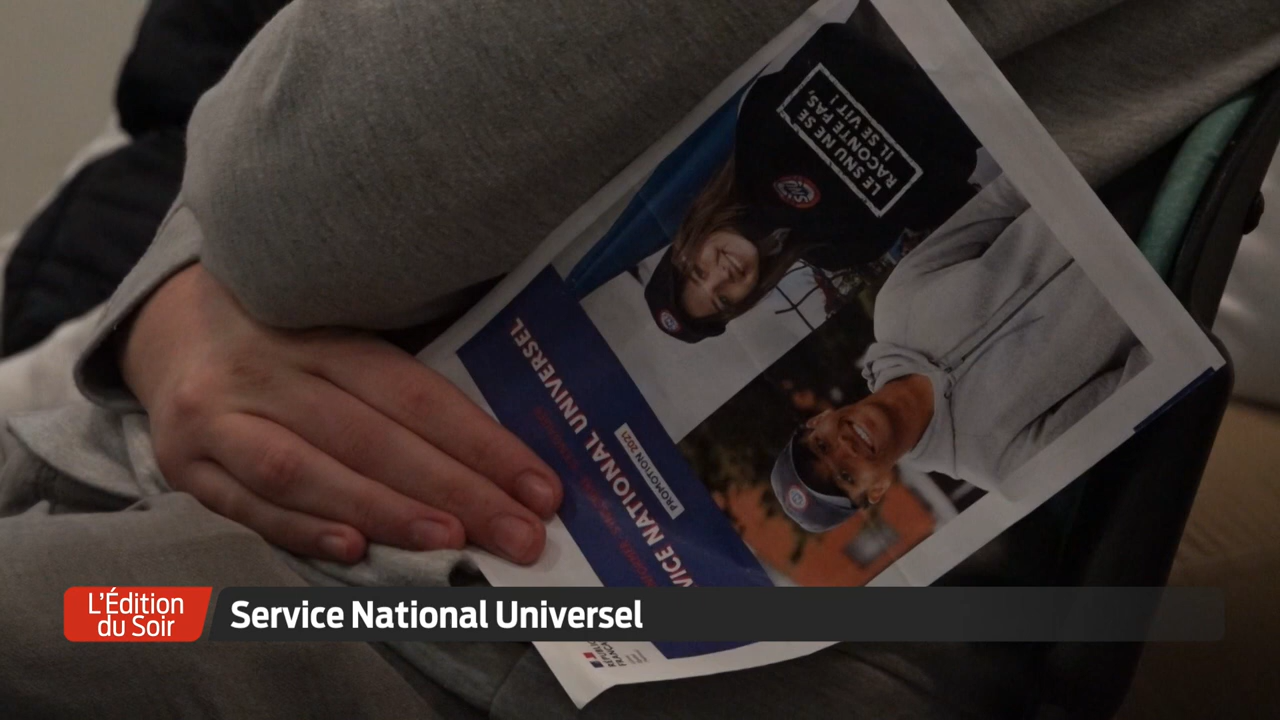 LE SNU NE SE
RACONTE PAS,
IL SE VIT !
SNU
VICE NATIONAL UNIVERSEL
PROMOTION 2021
L'Édition
du Soir
Service National Universel